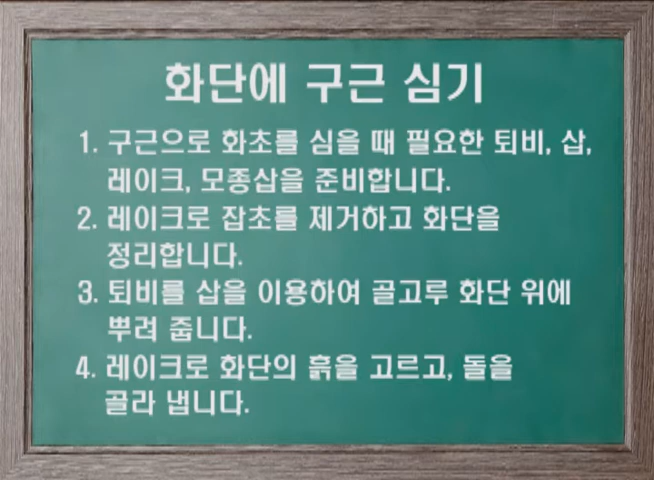 화단에 구근 심기
1. 구근으로 화초를 심을 때 필요한 퇴비, 삽,
레이크, 모종삽을 준비합니다.
2. 레이크로 잡초를 제거하고 화단을
정리합니다.
3. 퇴비를 삽을 이용하여 골고루 화단 위에
뿌려 줍니다.
4. 레이크로 화단의 흙을 고르고, 돌을
골라 냅니다.